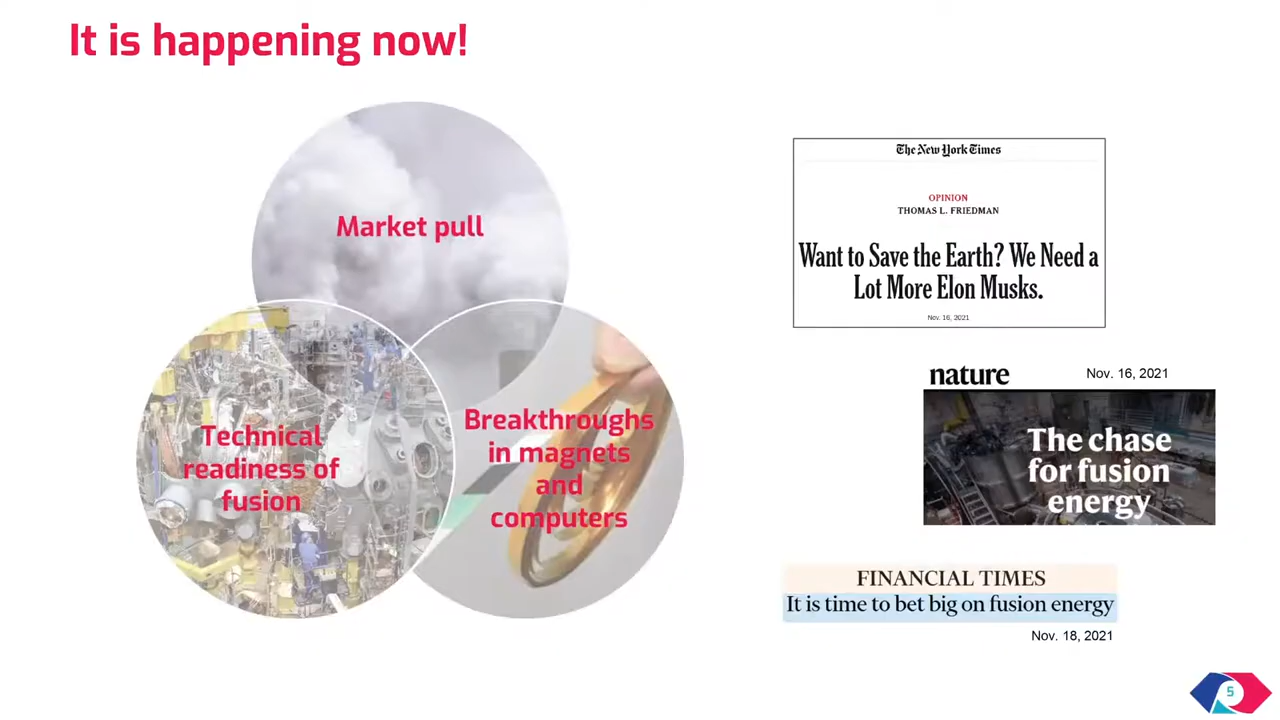 It is happening now!
Market pull
Technical
readiness of
fusion
Breakthroughs
in magnets
and
computers
The New York Times
OPINION
THOMAS L. FRIEDMAN
Want to Save the Earth? We Need a
Lot More Elon Musks.
Nov. 16, 2021
nature
Nov. 16, 2021
The chase
for fusion
energy
FINANCIAL TIMES
It is time to bet big on fusion energy
Nov. 18, 2021
5